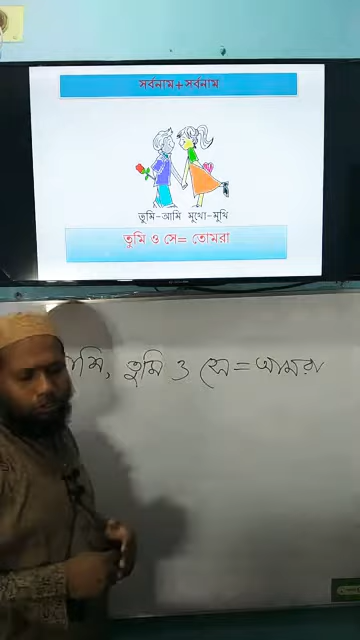 সর্বনাম+সর্বনাম
তুমি-আমি মুখো-মুখি
তুমি ও সে= তোমরা
তুমি ও সে=আমরা